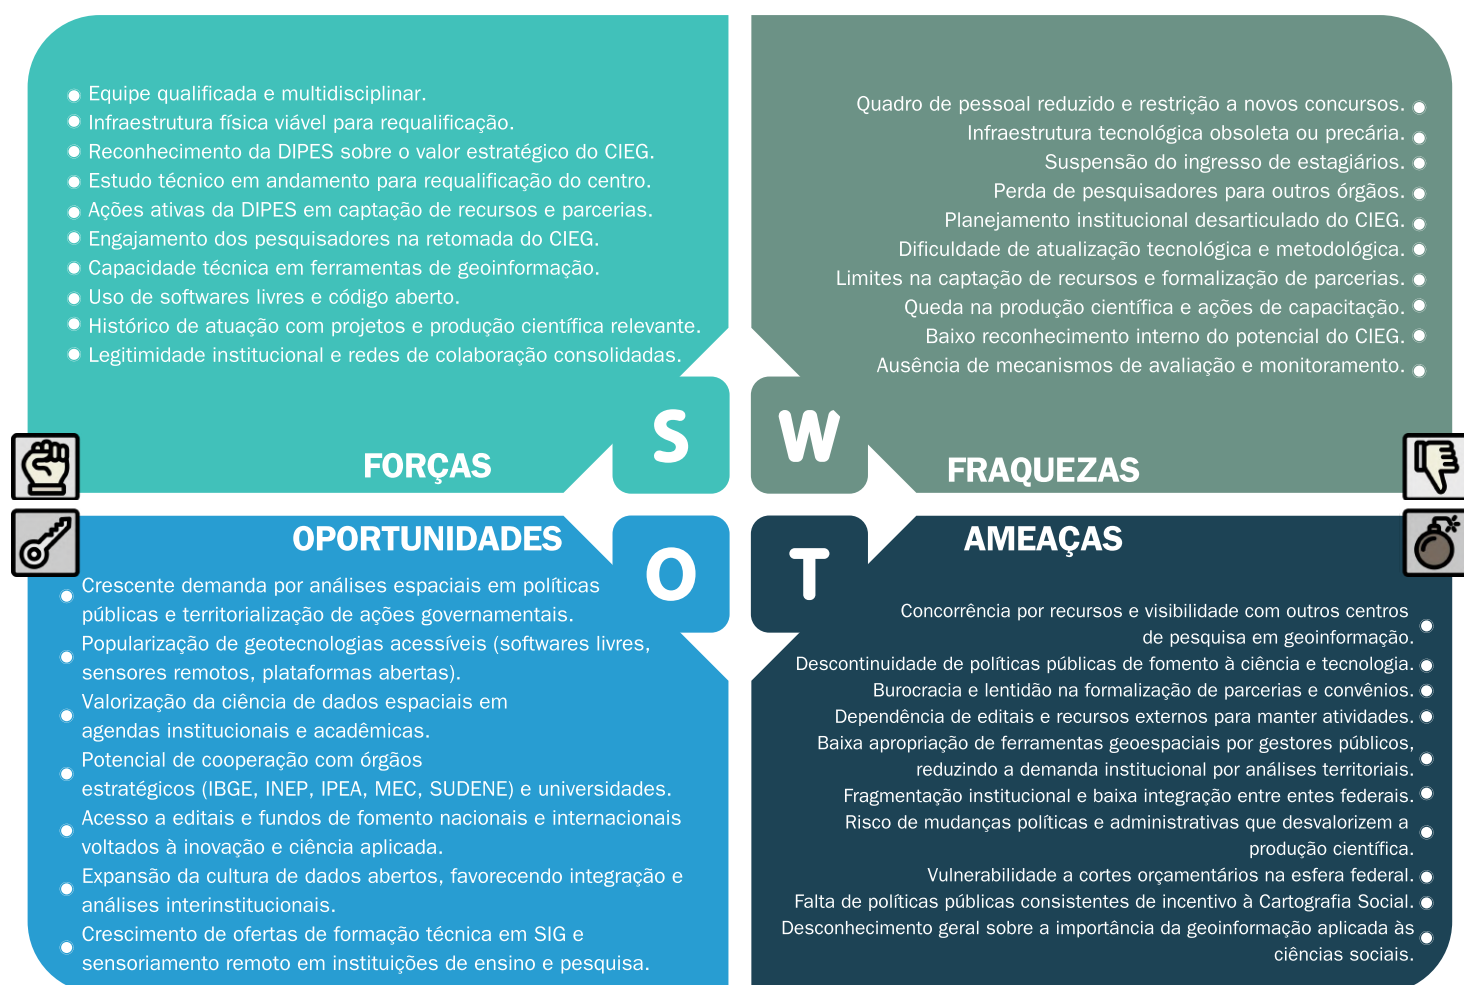 Equipe qualificada e multidisciplinar.
Infraestrutura física viável para requalificação.
Reconhecimento da DIPES sobre o valor estratégico do CIEG.
Estudo técnico em andamento para requalificação do centro.
Ações ativas da DIPES em captação de recursos e parcerias.
Engajamento dos pesquisadores na retomada do CIEG.
Capacidade técnica em ferramentas de geoinformação.
Uso de softwares livres e código aberto.
Histórico de atuação com projetos e produção científica relevante.
Legitimidade institucional e redes de colaboração consolidadas.
S
FORÇAS
Quadro de pessoal reduzido e restrição a novos concursos.
Infraestrutura tecnológica obsoleta ou precária.
Suspensão do ingresso de estagiários.
Perda de pesquisadores para outros órgãos.
Planejamento institucional desarticulado do CIEG.
Dificuldade de atualização tecnológica e metodológica.
Limites na captação de recursos e formalização de parcerias.
Queda na produção científica e ações de capacitação.
Baixo reconhecimento interno do potencial do CIEG.
Ausência de mecanismos de avaliação e monitoramento.
W
FRAQUEZAS
OPORTUNIDADES
O
Crescente demanda por análises espaciais em políticas
públicas e territorialização de ações governamentais.
Popularização de geotecnologias acessíveis (softwares livres,
sensores remotos, plataformas abertas).
Valorização da ciência de dados espaciais em
agendas institucionais e acadêmicas.
Potencial de cooperação com órgãos
estratégicos (IBGE, INEP, IPEA, MEC, SUDENE) e universidades.
Acesso a editais e fundos de fomento nacionais e internacionais
voltados à inovação e ciência aplicada.
Expansão da cultura de dados abertos, favorecendo integração e
análises interinstitucionais.
Crescimento de ofertas de formação técnica em SIG e
sensoriamento remoto em instituições de ensino e pesquisa.
AMEAÇAS
T
Concorrência por recursos e visibilidade com outros centros
de pesquisa em geoinformação.
Descontinuidade de políticas públicas de fomento à ciência e tecnologia.
Burocracia e lentidão na formalização de parcerias e convênios.
Dependência de editais e recursos externos para manter atividades.
Baixa apropriação de ferramentas geoespaciais por gestores públicos,
reduzindo a demanda institucional por análises territoriais.
Fragmentação institucional e baixa integração entre entes federais.
Risco de mudanças políticas e administrativas que desvalorizem a
produção científica.
Vulnerabilidade a cortes orçamentários na esfera federal.
Falta de políticas públicas consistentes de incentivo à Cartografia Social.
Desconhecimento geral sobre a importância da geoinformação aplicada às
ciências sociais.